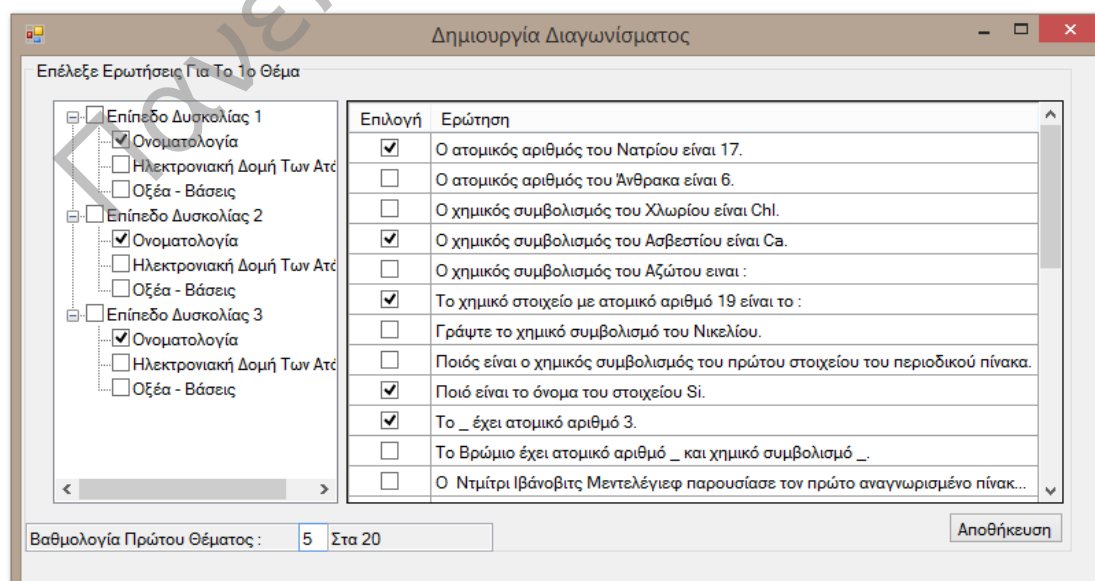 Δημιουργία Διαγωνίσματος
Επέλεξε Ερωτήσεις Για Το 1ο Θέμα
Επίπεδο Δυσκολίας 1
Ονοματολογία
Ηλεκτρονιακή Δομή Των Ατό
Οξέα - Βάσεις
Επίπεδο Δυσκολίας 2
Ονοματολογία
Ηλεκτρονιακή Δομή Των Ατό
Οξέα - Βάσεις
Επίπεδο Δυσκολίας 3
Ονοματολογία
Ηλεκτρονιακή Δομή Των Ατό
Οξέα - Βάσεις
Επιλογή Ερώτηση
Ο ατομικός αριθμός του Νατρίου είναι 17.
Ο ατομικός αριθμός του Άνθρακα είναι 6.
Ο χημικός συμβολισμός του Χλωρίου είναι Chl.
Ο χημικός συμβολισμός του Ασβεστίου είναι Ca.
Ο χημικός συμβολισμός του Αζώτου ειναι :
Το χημικό στοιχείο με ατομικό αριθμό 19 είναι το :
Γράψτε το χημικό συμβολισμό του Νικελίου.
Ποιός είναι ο χημικός συμβολισμός του πρώτου στοιχείου του περιοδικού πίνακα.
Ποιό είναι το όνομα του στοιχείου Si.
Το _ έχει ατομικό αριθμό 3.
Το Βρώμιο έχει ατομικό αριθμό _ και χημικό συμβολισμό _.
Ο Ντμίτρι Ιβάνοβιτς Μεντελέγιεφ παρουσίασε τον πρώτο αναγνωρισμένο πίνακ...
Βαθμολογία Πρώτου Θέματος : 5 Στα 20
Αποθήκευση